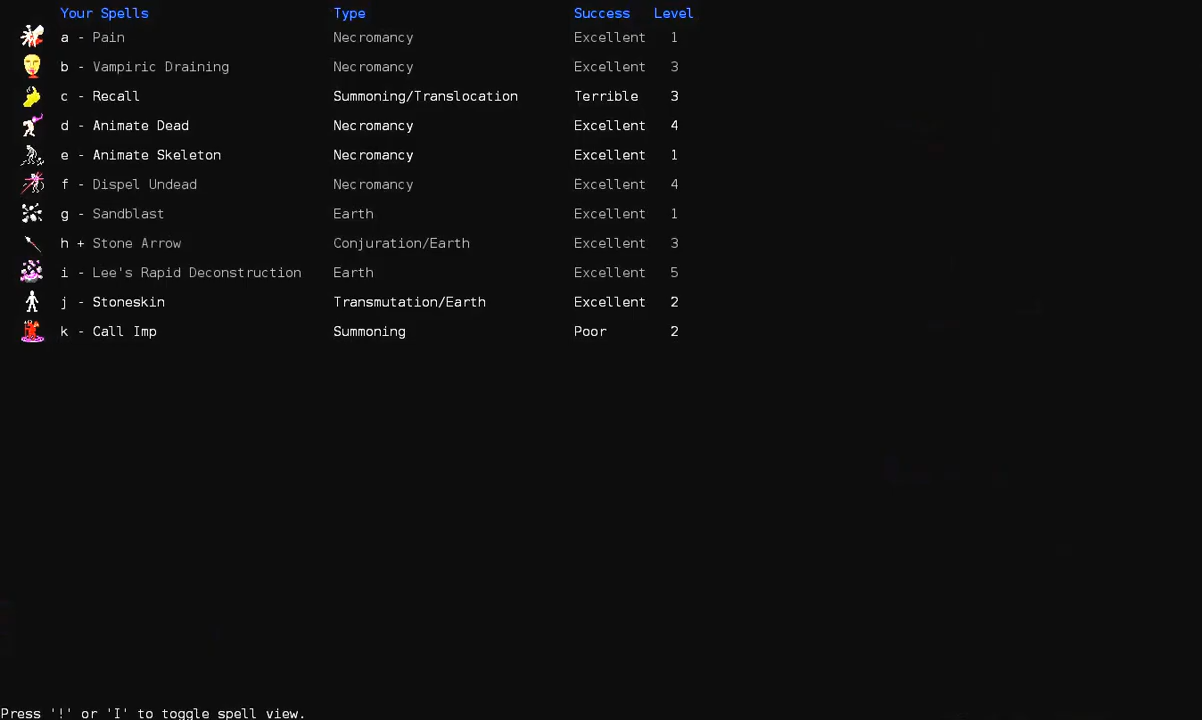 Your Spells Type Success Level
a - Pain Necromancy Excellent 1
b - Vampiric Draining Necromancy Excellent 3
c - Recall Summoning/Translocation Terrible 3
d - Animate Dead Necromancy Excellent 4
e - Animate Skeleton Necromancy Excellent 1
f - Dispel Undead Necromancy Excellent 4
g - Sandblast Earth Excellent 1
h + Stone Arrow Conjuration/Earth Excellent 3
i - Lee's Rapid Deconstruction Earth Excellent 5
j - Stoneskin Transmutation/Earth Excellent 2
k - Call Imp Summoning Poor 2
Press '!' or 'I' to toggle spell view.